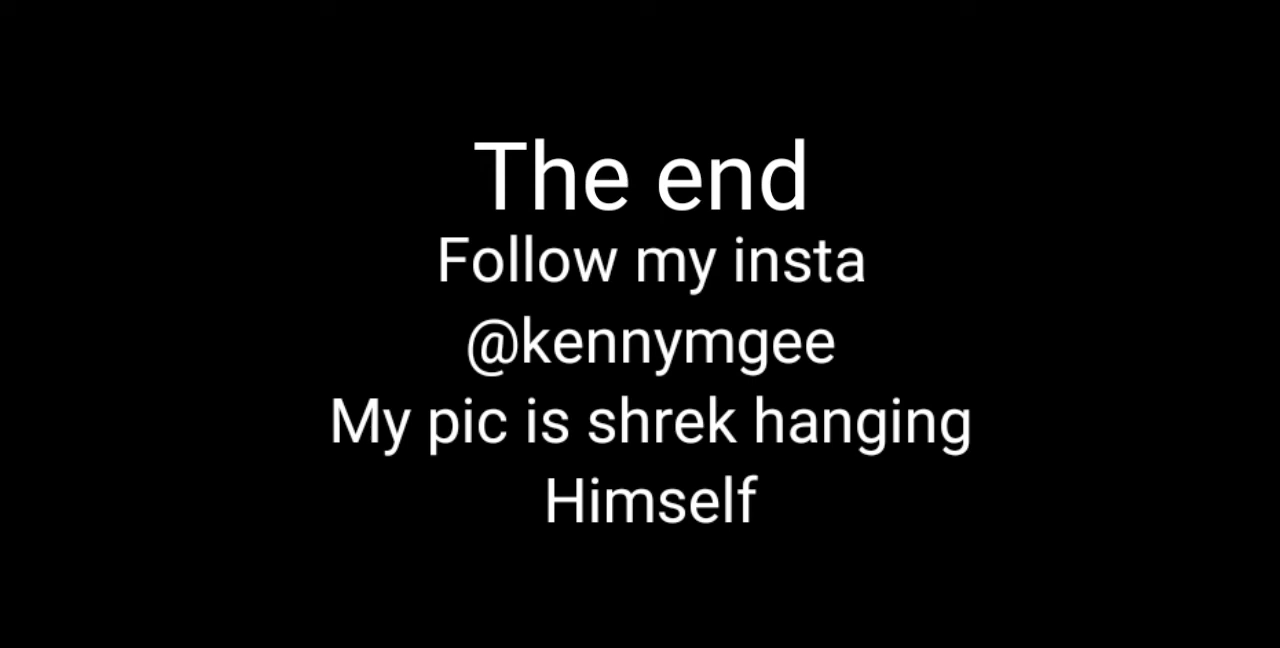 The end
Follow my insta
@kennymgee
My pic is shrek hanging
Himself